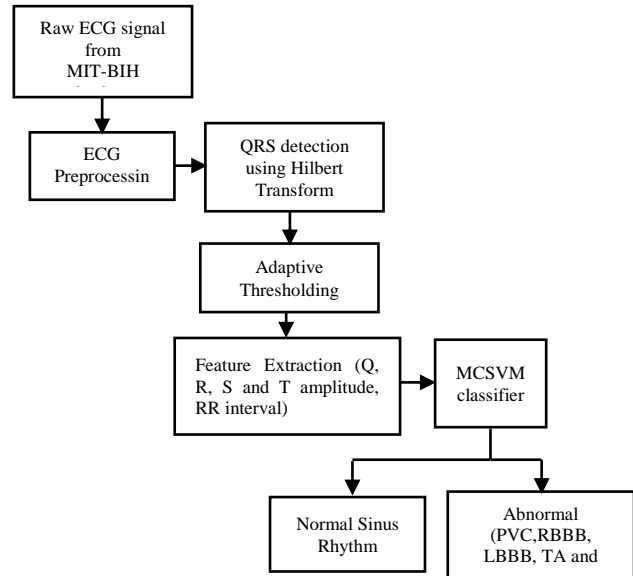 Raw ECG signal
from
MIT-BIH
ECG
Preprocessin
QRS detection
using Hilbert
Transform
Adaptive
Thresholding
Feature Extraction (Q,
R, S and T amplitude,
RR interval)
MCSVM
classifier
Normal Sinus
Rhythm
Abnormal
(PVC,RBBB,
LBBB, TA and